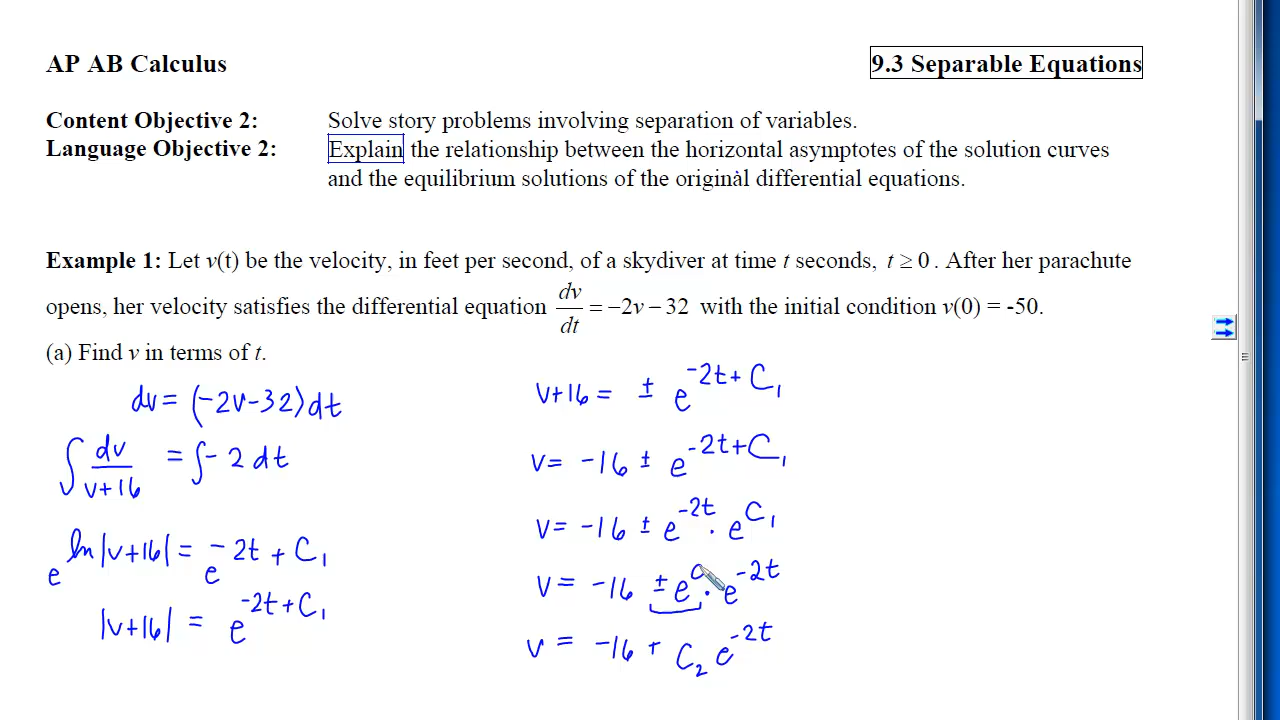 AP AB Calculus
9.3 Separable Equations
Content Objective 2: Solve story problems involving separation of variables.
Language Objective 2: Explain the relationship between the horizontal asymptotes of the solution curves
and the equilibrium solutions of the original differential equations.
Example 1: Let v(t) be the velocity, in feet per second, of a skydiver at time t seconds, t ≥ 0. After her parachute
opens, her velocity satisfies the differential equation dv/dt = −2v − 32 with the initial condition v(0) = -50.
(a) Find v in terms of t.
dv = (-2v-32)dt
∫ dv/(v+16) = ∫-2 dt
e^(ln|v+16|) = e^(-2t + C₁)
|v+16| = e^(-2t+C₁)
v+16 = ± e^(-2t+C₁)
v = -16 ± e^(-2t+C₁)
v = -16 ± e^(-2t) · e^(C₁)
v = -16 ± e^C · e^(-2t)
v = -16 + C₂ e^(-2t)